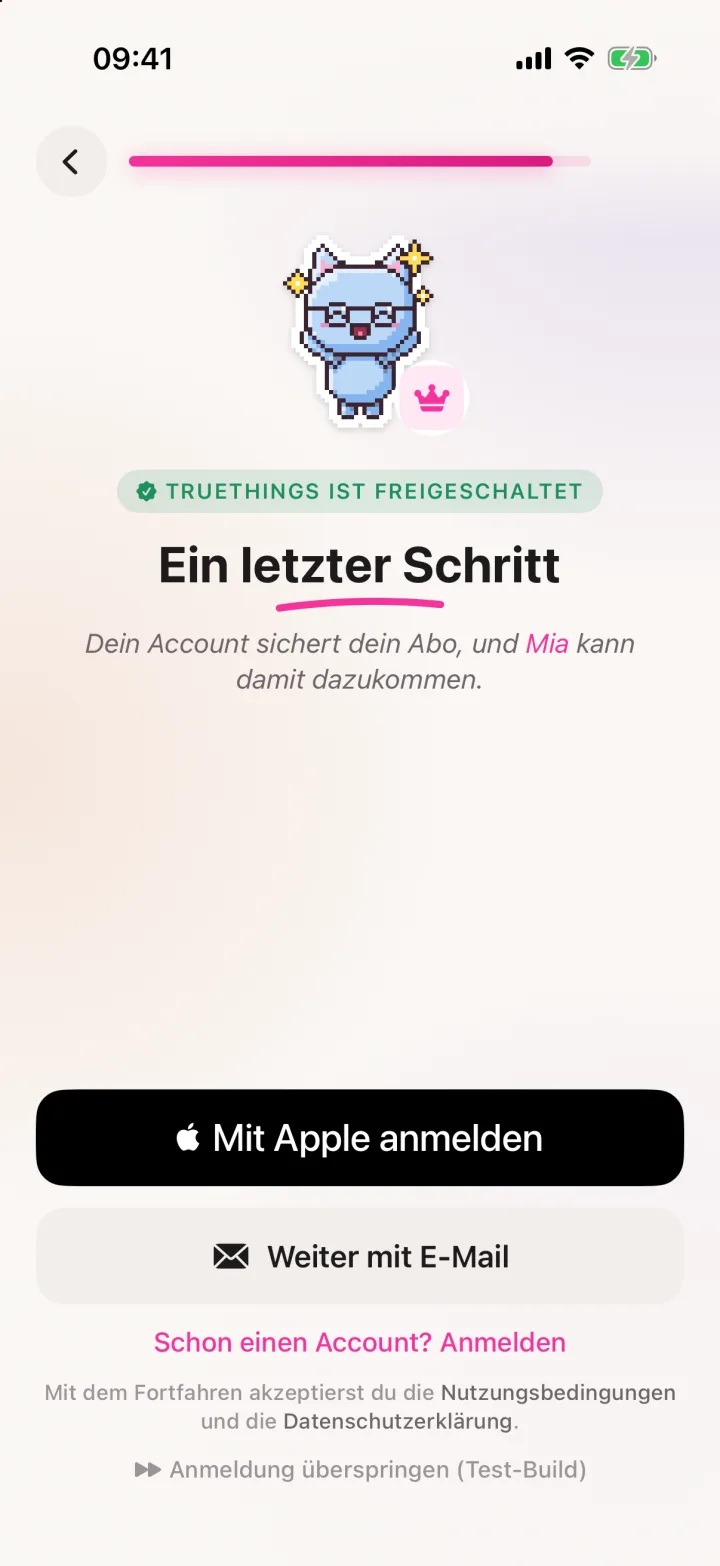 09:41
TRUETHINGS IST FREIGESCHALTET
Ein letzter Schritt
Dein Account sichert dein Abo, und Mia kann
damit dazukommen.
Mit Apple anmelden
Weiter mit E-Mail
Schon einen Account? Anmelden
Mit dem Fortfahren akzeptierst du die Nutzungsbedingungen
und die Datenschutzerklärung.
Anmeldung überspringen (Test-Build)